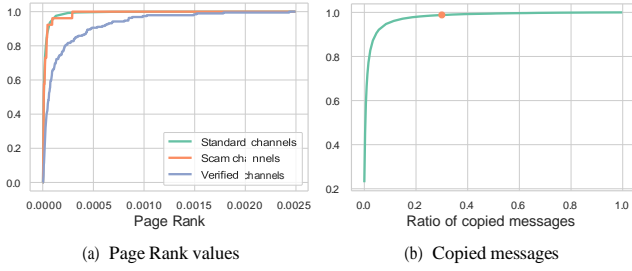 1.0
0.8
0.6
0.4
0.2
0.0
Standard channels
Scam channels
Verified channels
0.0000 0.0005 0.0010 0.0015 0.0020 0.0025
Page Rank
(a) Page Rank values
1.0
0.8
0.6
0.4
0.2
0.0 0.2 0.4 0.6 0.8 1.0
Ratio of copied messages
(b) Copied messages